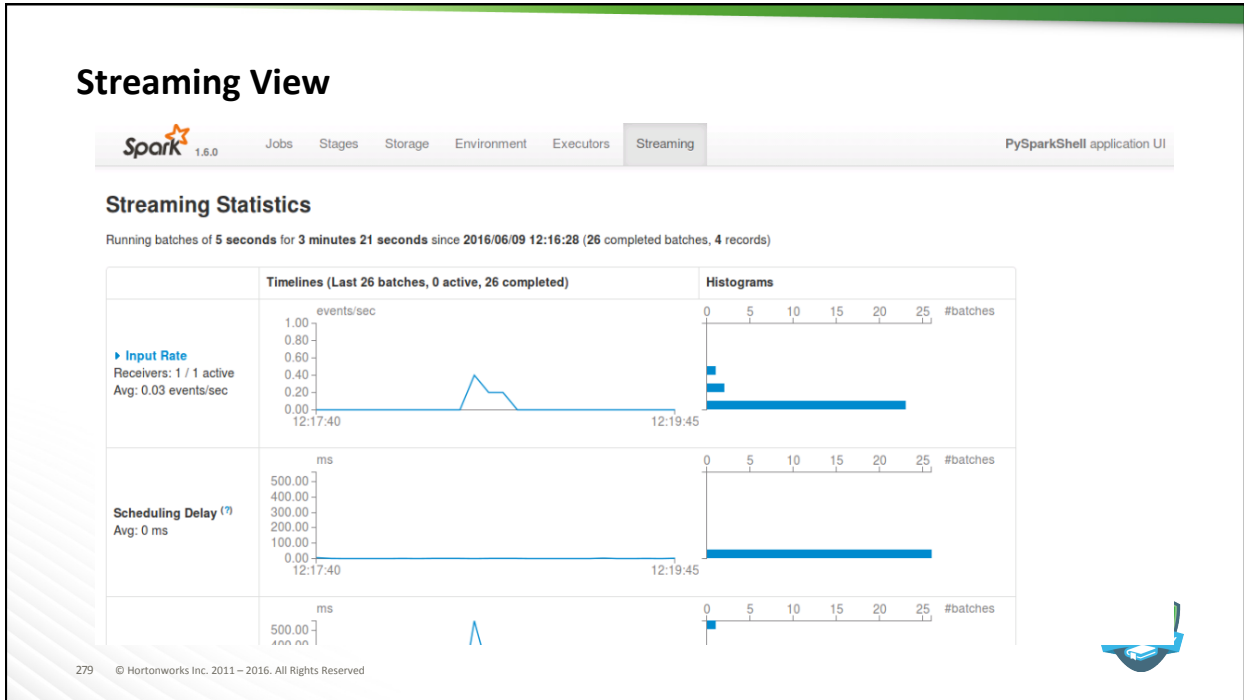 Streaming View
Spark 1.6.0 Jobs Stages Storage Environment Executors Streaming PySparkShell application UI
Streaming Statistics
Running batches of 5 seconds for 3 minutes 21 seconds since 2016/06/09 12:16:28 (26 completed batches, 4 records)
Timelines (Last 26 batches, 0 active, 26 completed) Histograms
Input Rate
Receivers: 1 / 1 active
Avg: 0.03 events/sec
events/sec
1.00
0.80
0.60
0.40
0.20
0.00
12:17:40 12:19:45
0 5 10 15 20 25 #batches
Scheduling Delay (?)
Avg: 0 ms
ms
500.00
400.00
300.00
200.00
100.00
0.00
12:17:40 12:19:45
0 5 10 15 20 25 #batches
ms
500.00
400.00
0 5 10 15 20 25 #batches
279 © Hortonworks Inc. 2011 – 2016. All Rights Reserved